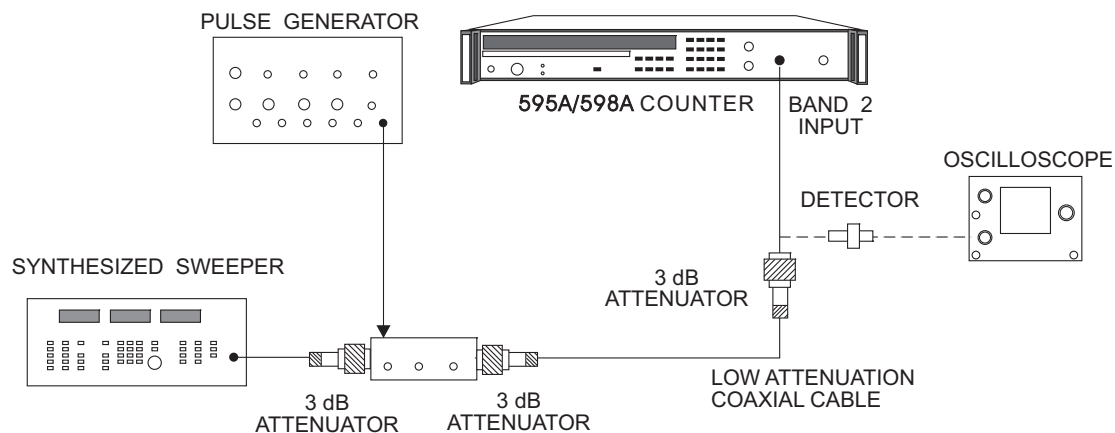 PULSE GENERATOR
595A/598A COUNTER
BAND 2
INPUT
OSCILLOSCOPE
DETECTOR
SYNTHESIZED SWEEPER
3 dB
ATTENUATOR
3 dB
ATTENUATOR
3 dB
ATTENUATOR
LOW ATTENUATION
COAXIAL CABLE